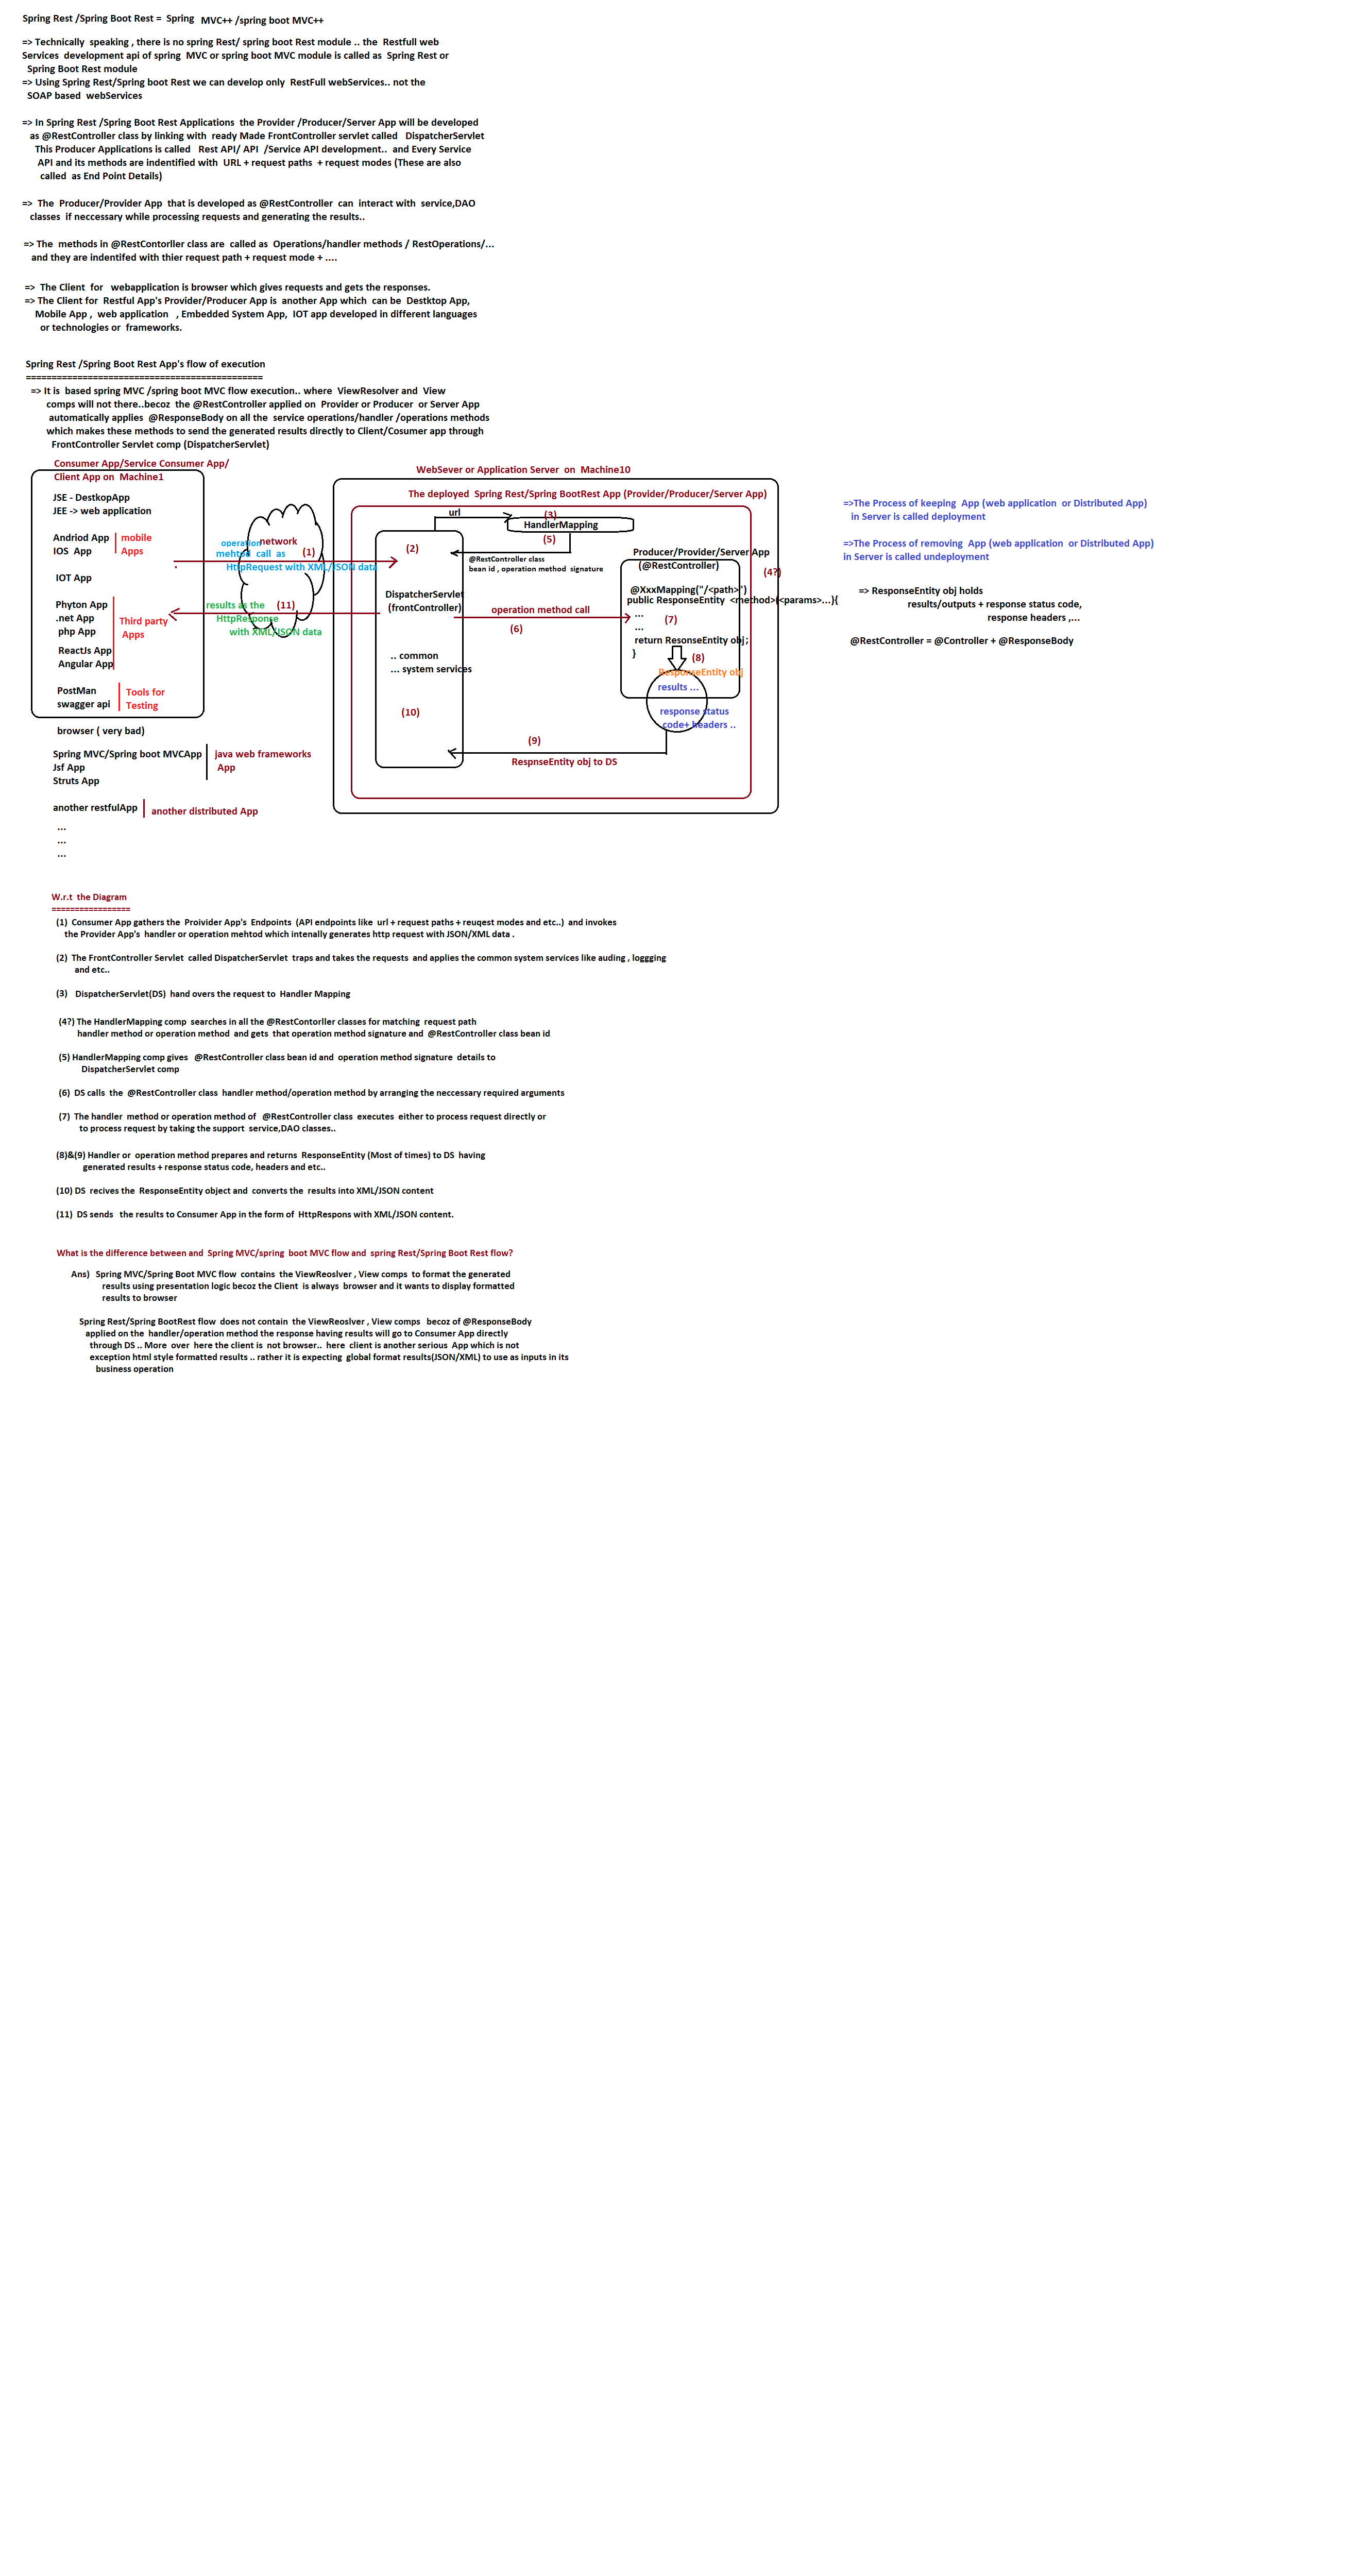 Spring Rest /Spring Boot Rest =  Spring   MVC++ /spring boot MVC++
=> Technically  speaking , there is no spring Rest/ spring boot Rest module .. the  Restfull web
Services  development api of spring  MVC or spring boot MVC module is called as  Spring Rest or
Spring Boot Rest module
=> Using Spring Rest/Spring boot Rest we can develop only  RestFull webServices.. not the
SOAP based  webServices
=> In Spring Rest /Spring Boot Rest Applications  the Provider /Producer/Server App will be developed
as @RestController class by linking with  ready Made FrontController servlet called   DispatcherServlet
This Producer Applications is called   Rest API/ API  /Service API development..  and Every Service
API and its methods are indentified with  URL + request paths  + request modes (These are also
called  as End Point Details)
=>  The  Producer/Provider App  that is developed as @RestController  can  interact with  service,DAO
classes  if neccessary while processing requests and generating the results..
=> The  methods in @RestContorller class are  called as  Operations/handler methods / RestOperations/...
and they are indentifed with thier request path + request mode + ....
=>  The Client  for   webapplication is browser which gives requests and gets the responses.
=> The Client for  Restful App's Provider/Producer App is  another App which  can be  Destktop App,
Mobile App ,  web application   , Embedded System App,  IOT app developed in different languages
or technologies or  frameworks.
Spring Rest /Spring Boot Rest App's flow of execution
==============================================
=> It is  based spring MVC /spring boot MVC flow execution.. where  ViewResolver and  View
comps will not there..becoz  the @RestController applied on  Provider or Producer  or Server App
automatically applies  @ResponseBody on all the  service operations/handler /operations methods
which makes these methods to send the generated results directly to Client/Cosumer app through
FrontController Servlet comp (DispatcherServlet)
Consumer App/Service Consumer App/
Client App on  Machine1
JSE - DestkopApp
JEE -> web application
Andriod App
IOS  App
mobile
Apps
IOT App
Phyton App
.net App
php App
ReactJs App
Angular App
Third party
Apps
PostMan
swagger api
Tools for
Testing
browser ( very bad)
Spring MVC/Spring boot MVCApp
Jsf App
Struts App
java web frameworks
App
another restfulApp
another distributed App
...
...
...
network
operation
mehtod  call  as
(1)
HttpRequest with XML/JSON data
results as the
(11)
HttpResponse
with XML/JSON data
WebSever or Application Server  on  Machine10
The deployed  Spring Rest/Spring BootRest App (Provider/Producer/Server App)
url
(3)
HandlerMapping
(5)
@RestController class
bean id , operation method  signature
(2)
DispatcherServlet
(frontController)
.. common
... system services
(10)
operation method call
(6)
Producer/Provider/Server App
(@RestController)
(4?)
@XxxMapping("/<path>")
public ResponseEntity  <method>(<params>...){
...
...
(7)
return ResonseEntity obj;
}
(8)
ResponseEntity obj
results ...
response status
code+ headers ..
(9)
RespnseEntity obj to DS
=>The Process of keeping  App (web application  or Distributed App)
in Server is called deployment
=>The Process of removing  App (web application  or Distributed App)
in Server is called undeployment
=> ResponseEntity obj holds
results/outputs + response status code,
response headers ,...
@RestController = @Controller + @ResponseBody
W.r.t  the Diagram
=================
(1)  Consumer App gathers the  Proivider App's  Endpoints  (API endpoints like  url + request paths + reuqest modes and etc..)  and invokes
the Provider App's  handler or operation mehtod which intenally generates http request with JSON/XML data .
(2)  The FrontController Servlet  called DispatcherServlet  traps and takes the requests  and applies the common system services like auding , loggging
and etc..
(3)   DispatcherServlet(DS)  hand overs the request to  Handler Mapping
(4?) The HandlerMapping comp  searches in all the @RestContorller classes for matching  request path
handler method or operation method  and gets  that operation method signature and  @RestController class bean id
(5) HandlerMapping comp gives   @RestController class bean id and  operation method signature  details to
DispatcherServlet comp
(6)  DS calls  the  @RestController class  handler method/operation method by arranging the neccessary required arguments
(7)  The handler  method or operation method of   @RestController class  executes  either to process request directly or
to process request by taking the support  service,DAO classes..
(8)&(9) Handler or  operation method prepares and returns  ResponseEntity (Most of times) to DS  having
generated results + response status code, headers and etc..
(10) DS  recives the  ResponseEntity object and  converts the  results into XML/JSON content
(11)  DS sends   the results to Consumer App in the form of  HttpRespons with XML/JSON content.
What is the difference between and  Spring MVC/spring  boot MVC flow and  spring Rest/Spring Boot Rest flow?
Ans)   Spring MVC/Spring Boot MVC flow  contains  the ViewReoslver , View comps  to format the generated
results using presentation logic becoz the Client  is always  browser and it wants to display formatted
results to browser
Spring Rest/Spring BootRest flow  does not contain  the ViewReoslver , View comps   becoz of @ResponseBody
applied on the  handler/operation method the response having results will go to Consumer App directly
through DS .. More  over  here the client is  not browser..  here  client is another serious  App which is not
exception html style formatted results .. rather it is expecting  global format results(JSON/XML) to use as inputs in its
business operation